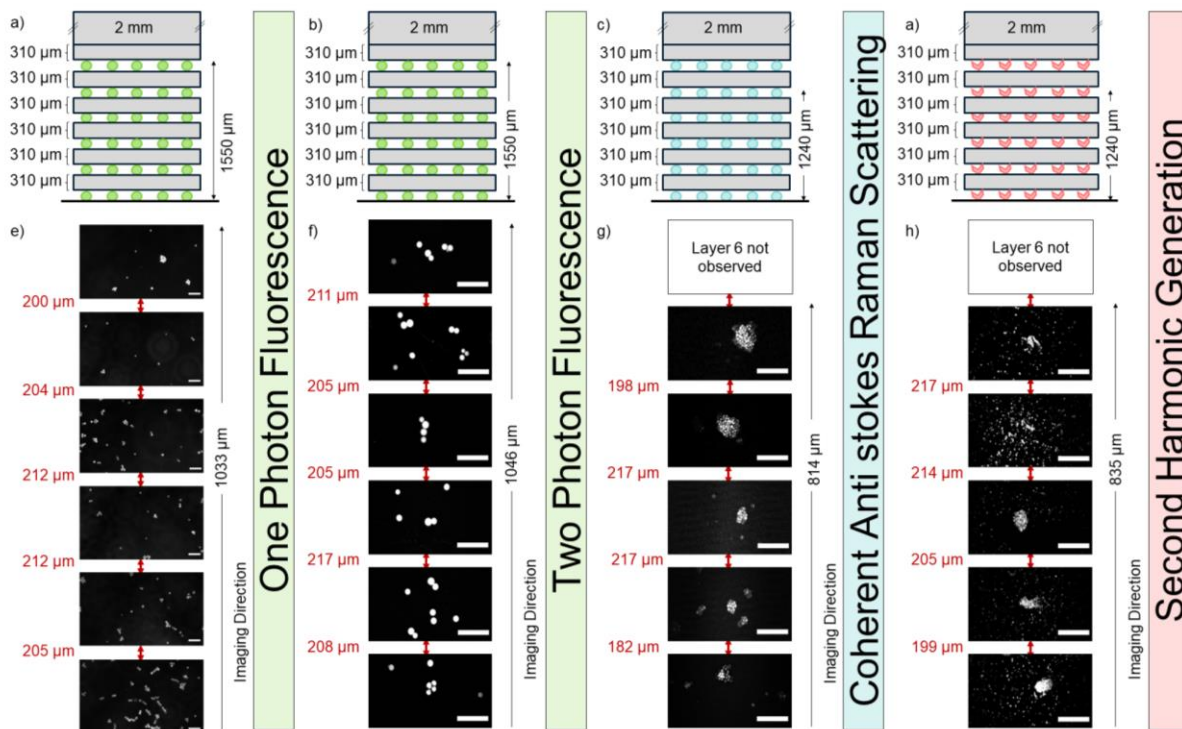 a)
2 mm
310 µm
310 µm
310 µm
310 µm
310 µm
310 µm
1550 µm
One Photon Fluorescence
b)
2 mm
310 µm
310 µm
310 µm
310 µm
310 µm
310 µm
1550 µm
Two Photon Fluorescence
c)
2 mm
310 µm
310 µm
310 µm
310 µm
310 µm
310 µm
1240 µm
Coherent Anti stokes Raman Scattering
a)
2 mm
310 µm
310 µm
310 µm
310 µm
310 µm
310 µm
1240 µm
Second Harmonic Generation
e)
200 µm
204 µm
212 µm
212 µm
205 µm
1033 µm
Imaging Direction
f)
211 µm
205 µm
205 µm
217 µm
208 µm
1046 µm
Imaging Direction
g)
Layer 6 not
observed
198 µm
217 µm
217 µm
182 µm
814 µm
Imaging Direction
h)
Layer 6 not
observed
217 µm
214 µm
205 µm
199 µm
835 µm
Imaging Direction